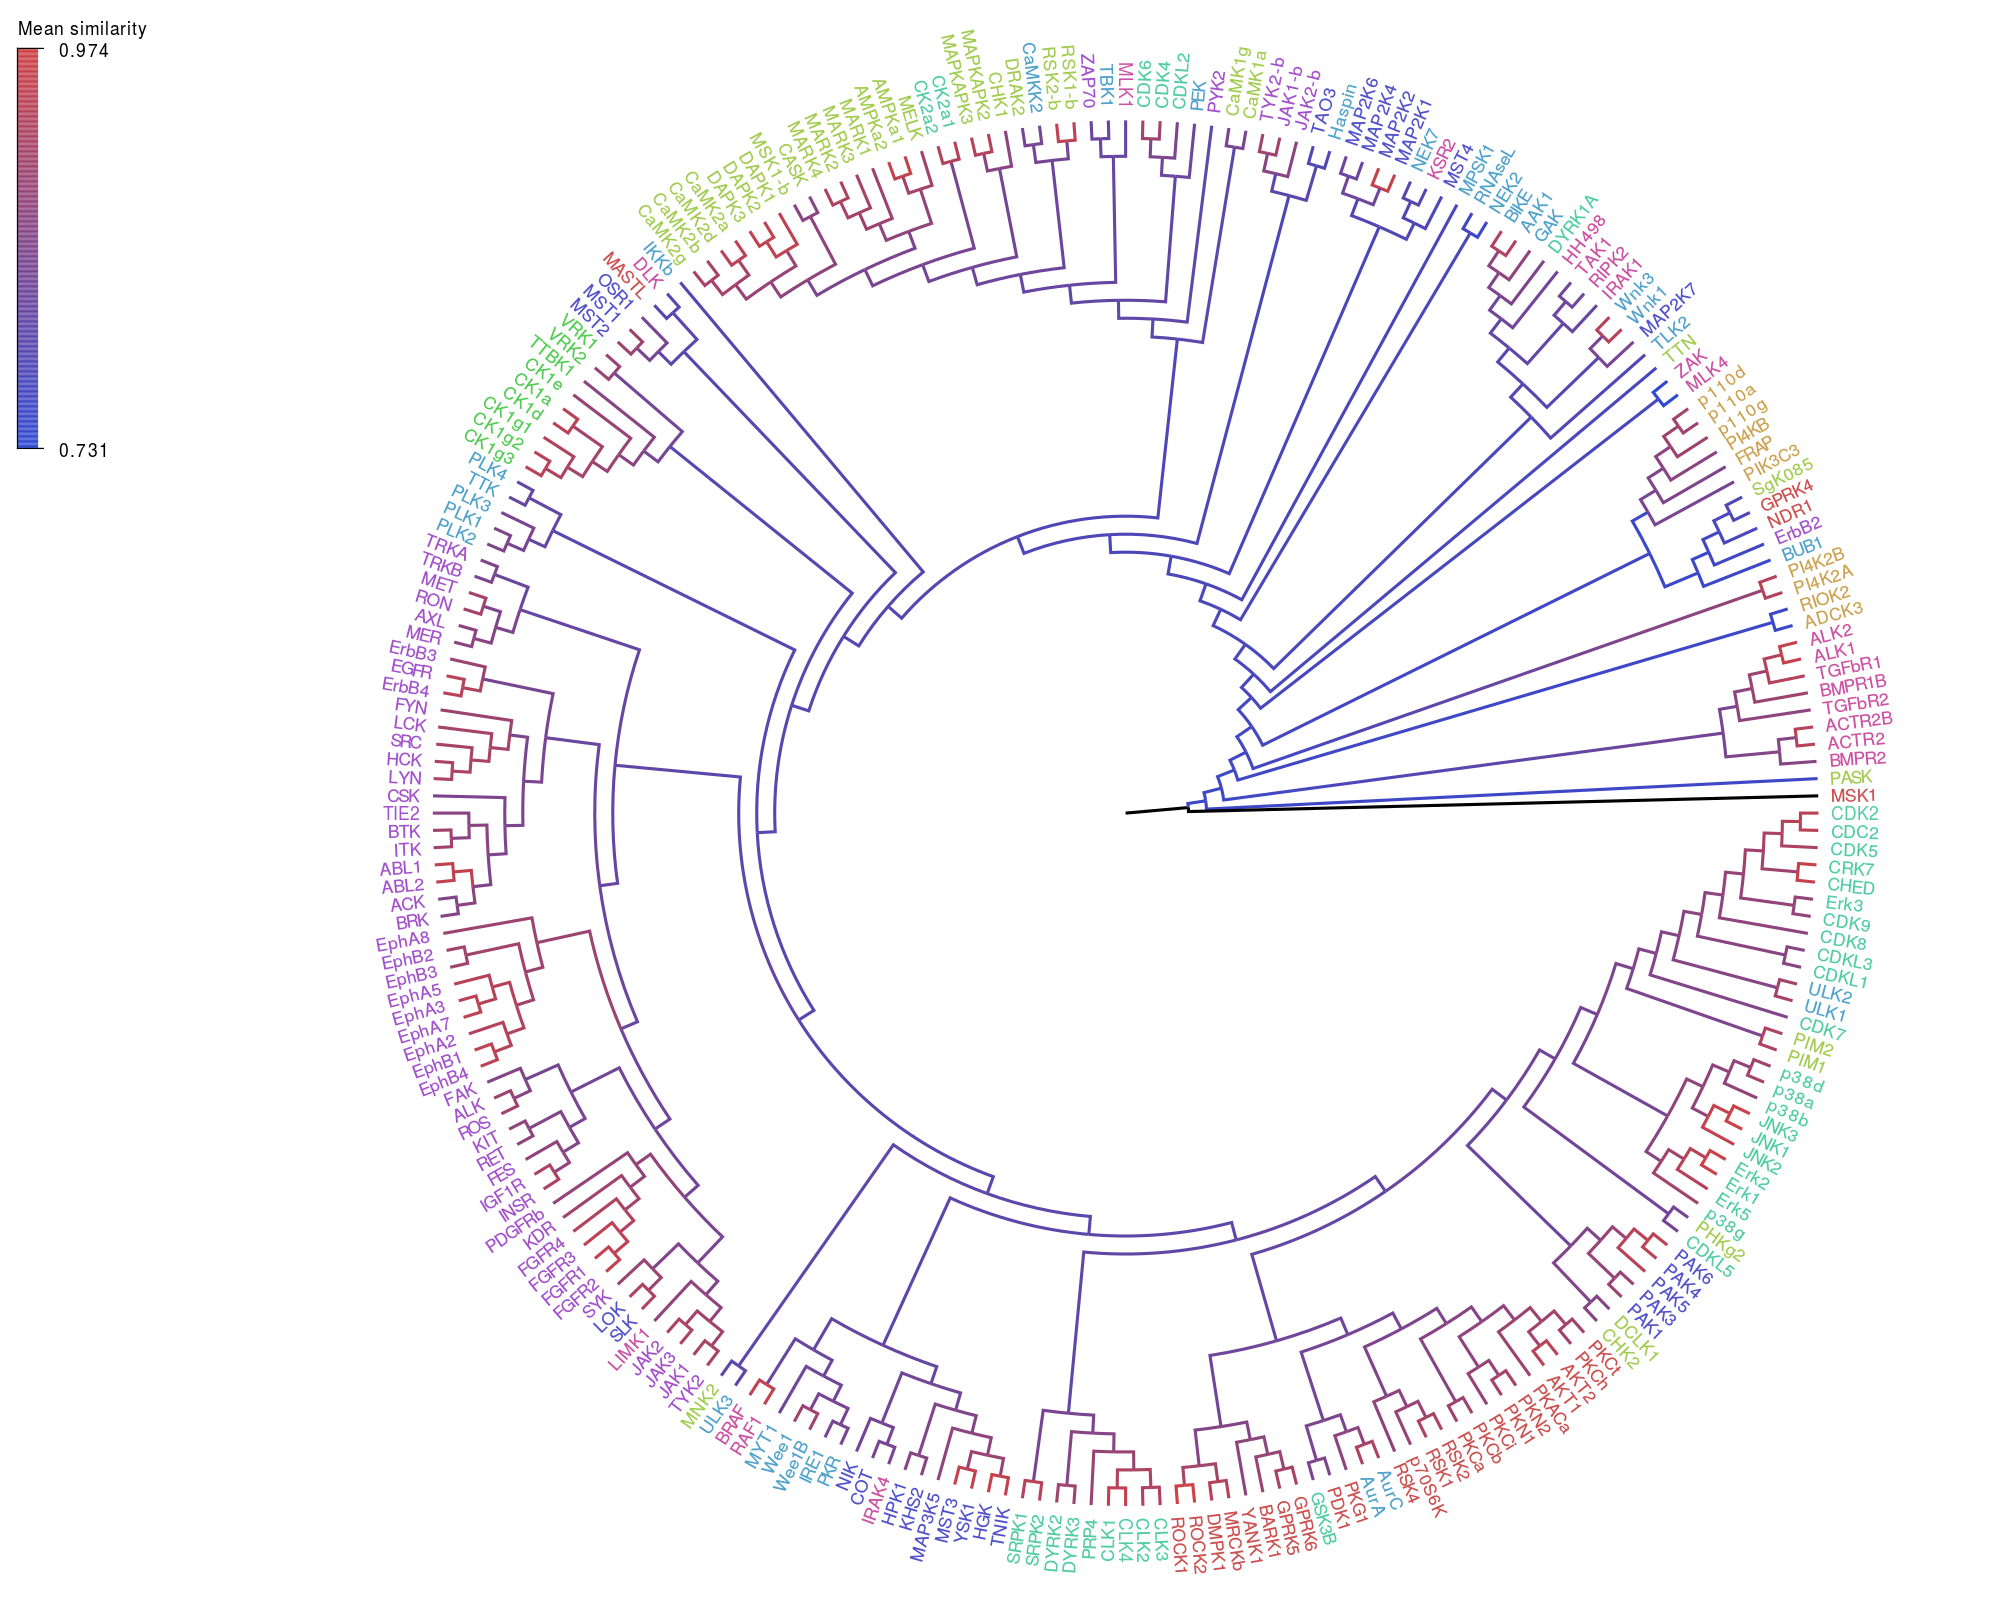 Mean similarity
0.974
0.731
MASTL
DLK
IKKb
CaMK2g
CaMK2b
CaMK2d
CaMK2a
DAPK3
DAPK2
DAPK1
MSK1-b
CASK
MARK4
MARK2
MARK3
MARK1
AMPKa2
AMPKa1
MELK
CK2a2
CK2a1
MAPKAPK3
MAPKAPK2
CHK1
DRAK2
CaMKK2
RSK2-b
RSK1-b
ZAP70
TBK1
MLK1
CDK6
CDK4
CDKL2
PEK
PYK2
CaMK1g
CaMK1a
TYK2-b
JAK1-b
JAK2-b
TAO3
Haspin
MAP2K6
MAP2K4
MAP2K2
MAP2K1
NEK7
KSR2
MST4
MPSK1
RNAseL
NEK2
BIKE
AAK1
GAK
DYRK1A
HH498
TAK1
RIPK2
IRAK1
Wnk3
Wnk1
MAP2K7
TLK2
TTN
ZAK
MLK4
p110d
p110a
p110g
PI4KB
FRAP
PIK3C3
SgK085
GPRK4
NDR1
ErbB2
BUB1
PI4K2B
PI4K2A
RIOK2
ADCK3
ALK2
ALK1
TGFbR1
BMPR1B
TGFbR2
ACTR2B
ACTR2
BMPR2
PASK
MSK1
CDK2
CDC2
CDK5
CRK7
CHED
Erk3
CDK9
CDK8
CDKL3
CDKL1
ULK2
ULK1
CDK7
PIM2
PIM1
p38d
p38a
p38b
JNK3
JNK1
JNK2
Erk2
Erk1
Erk5
p38g
PHKg2
CDKL5
PAK6
PAK4
PAK5
PAK3
PAK1
DCLK1
CHK2
PKCt
PKCh
AKT2
AKT1
PKACa
PKN2
PKN1
PKCi
PKCb
PKCa
RSK2
RSK1
p70S6K
RSK4
AurC
AurA
PKG1
PDK1
GSK3B
GPRK6
GPRK5
BARK1
YANK1
MRCKb
DMPK1
ROCK2
ROCK1
CLK3
CLK2
CLK4
CLK1
PRP4
DYRK3
DYRK2
SRPK2
SRPK1
TNIK
HGK
YSK1
MST3
MAP3K5
KHS2
HPK1
IRAK4
COT
NIK
PKR
IRE1
Wee1B
Wee1
MYT1
RAF1
BRAF
ULK3
MNK2
TYK2
JAK1
JAK3
JAK2
LIMK1
SLK
LOK
SYK
FGFR2
FGFR1
FGFR3
FGFR4
KDR
PDGFRb
INSR
IGF1R
FES
RET
KIT
ROS
ALK
FAK
EphB4
EphB1
EphA2
EphA7
EphA3
EphA5
EphB3
EphB2
EphA8
BRK
ACK
ABL2
ABL1
ITK
BTK
TIE2
CSK
LYN
HCK
SRC
LCK
FYN
ErbB4
EGFR
ErbB3
MER
AXL
RON
MET
TRKB
TRKA
PLK2
PLK1
PLK3
TTK
PLK4
CK1g3
CK1g2
CK1g1
CK1d
CK1a
CK1e
TTBK1
VRK2
VRK1
MST2
MST1
OSR1